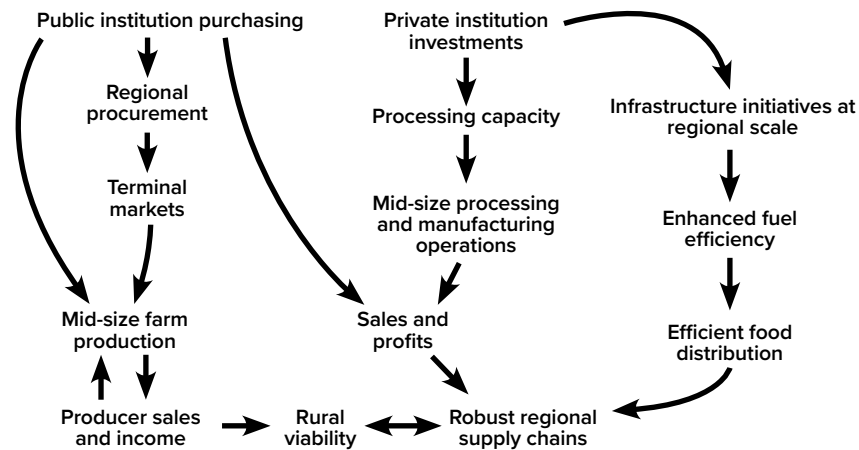 Public institution purchasing
Private institution
investments
Regional
procurement
Processing capacity
Infrastructure initiatives at
regional scale
Terminal
markets
Mid-size processing
and manufacturing
operations
Enhanced fuel
efficiency
Mid-size farm
production
Sales and
profits
Efficient food
distribution
Producer sales
and income
Rural
viability
Robust regional
supply chains